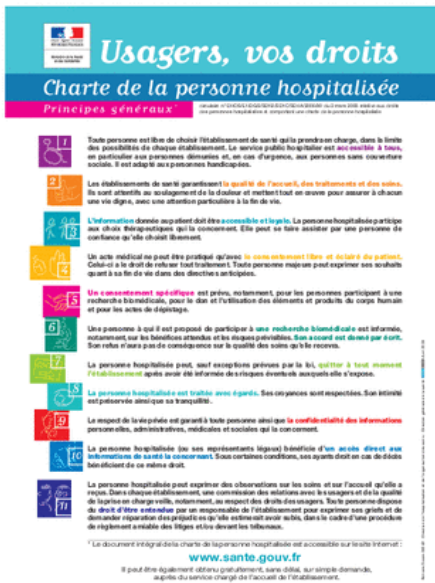 Usagers, vos droits
Charte de la personne hospitalisée
Principes généraux*
1
Toute personne est libre de choisir l'établissement de santé qui la prendra en charge, dans la limite
des possibilités de chaque établissement. Le service public hospitalier est accessible à tous,
en particulier aux personnes démunies et, en cas d'urgence, aux personnes sans couverture
sociale. Il est adapté aux personnes handicapées.
2
Les établissements de santé garantissent la qualité de l'accueil, des traitements et des soins.
Ils sont attentifs au soulagement de la douleur et mettent tout en œuvre pour assurer à chacun
une vie digne, avec une attention particulière à la fin de vie.
3
L'information donnée au patient doit être accessible et loyale. La personne hospitalisée participe
aux choix thérapeutiques qui la concernent. Elle peut se faire assister par une personne de
confiance qu'elle choisit librement.
4
Un acte médical ne peut être pratiqué qu'avec le consentement libre et éclairé du patient.
Celui-ci a le droit de refuser tout traitement. Toute personne majeure peut exprimer ses souhaits
quant à sa fin de vie dans des directives anticipées.
5
Un consentement spécifique est prévu, notamment, pour les personnes participant à une
recherche biomédicale, pour le don et l'utilisation des éléments et produits du corps humain
et pour les actes de dépistage.
6
Une personne à qui il est proposé de participer à une recherche biomédicale est informée,
notamment, sur les bénéfices attendus et les risques prévisibles. Son accord est donné par écrit.
Son refus n'aura pas de conséquence sur la qualité des soins qu'elle recevra.
7
La personne hospitalisée peut, sauf exceptions prévues par la loi, quitter à tout moment
l'établissement après avoir été informée des risques éventuels auxquels elle s'expose.
8
La personne hospitalisée est traitée avec égards. Ses croyances sont respectées. Son intimité
est préservée ainsi que sa tranquillité.
9
Le respect de la vie privée est garanti à toute personne ainsi que la confidentialité des informations
personnelles, administratives, médicales et sociales qui la concernent.
10
La personne hospitalisée (ou ses représentants légaux) bénéficie d'un accès direct aux
informations de santé la concernant. Sous certaines conditions, ses ayants droit en cas de décès
bénéficient de ce même droit.
11
La personne hospitalisée peut exprimer des observations sur les soins et sur l'accueil qu'elle a
reçus. Dans chaque établissement, une commission des relations avec les usagers et de la qualité
de la prise en charge veille, notamment, au respect des droits des usagers. Toute personne dispose
du droit d'être entendue par un responsable de l'établissement pour exprimer ses griefs et de
demander réparation des préjudices qu'elle estimerait avoir subis, dans le cadre d'une procédure
de règlement amiable des litiges et/ou devant les tribunaux.
* Le document intégral de la charte de la personne hospitalisée est accessible sur le site Internet :
www.sante.gouv.fr
Il peut être également obtenu gratuitement, sans délai, sur simple demande,
auprès du service chargé de l'accueil de l'établissement.